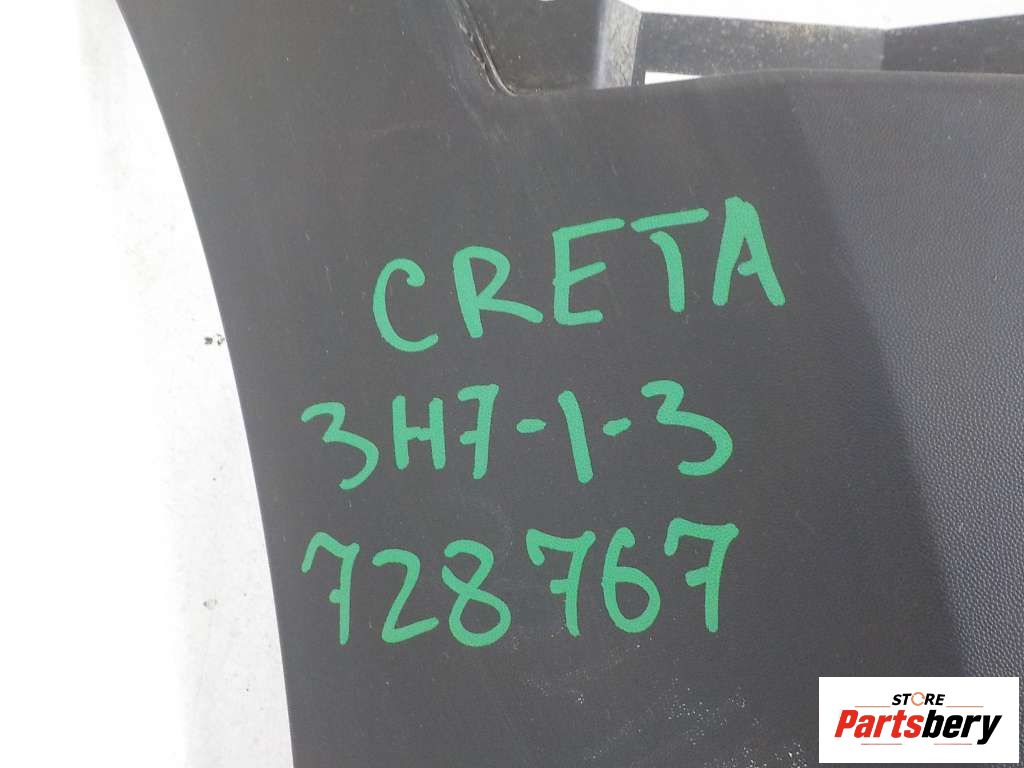 CRETA
3H7-1-3
728767
STORE
Partsbery